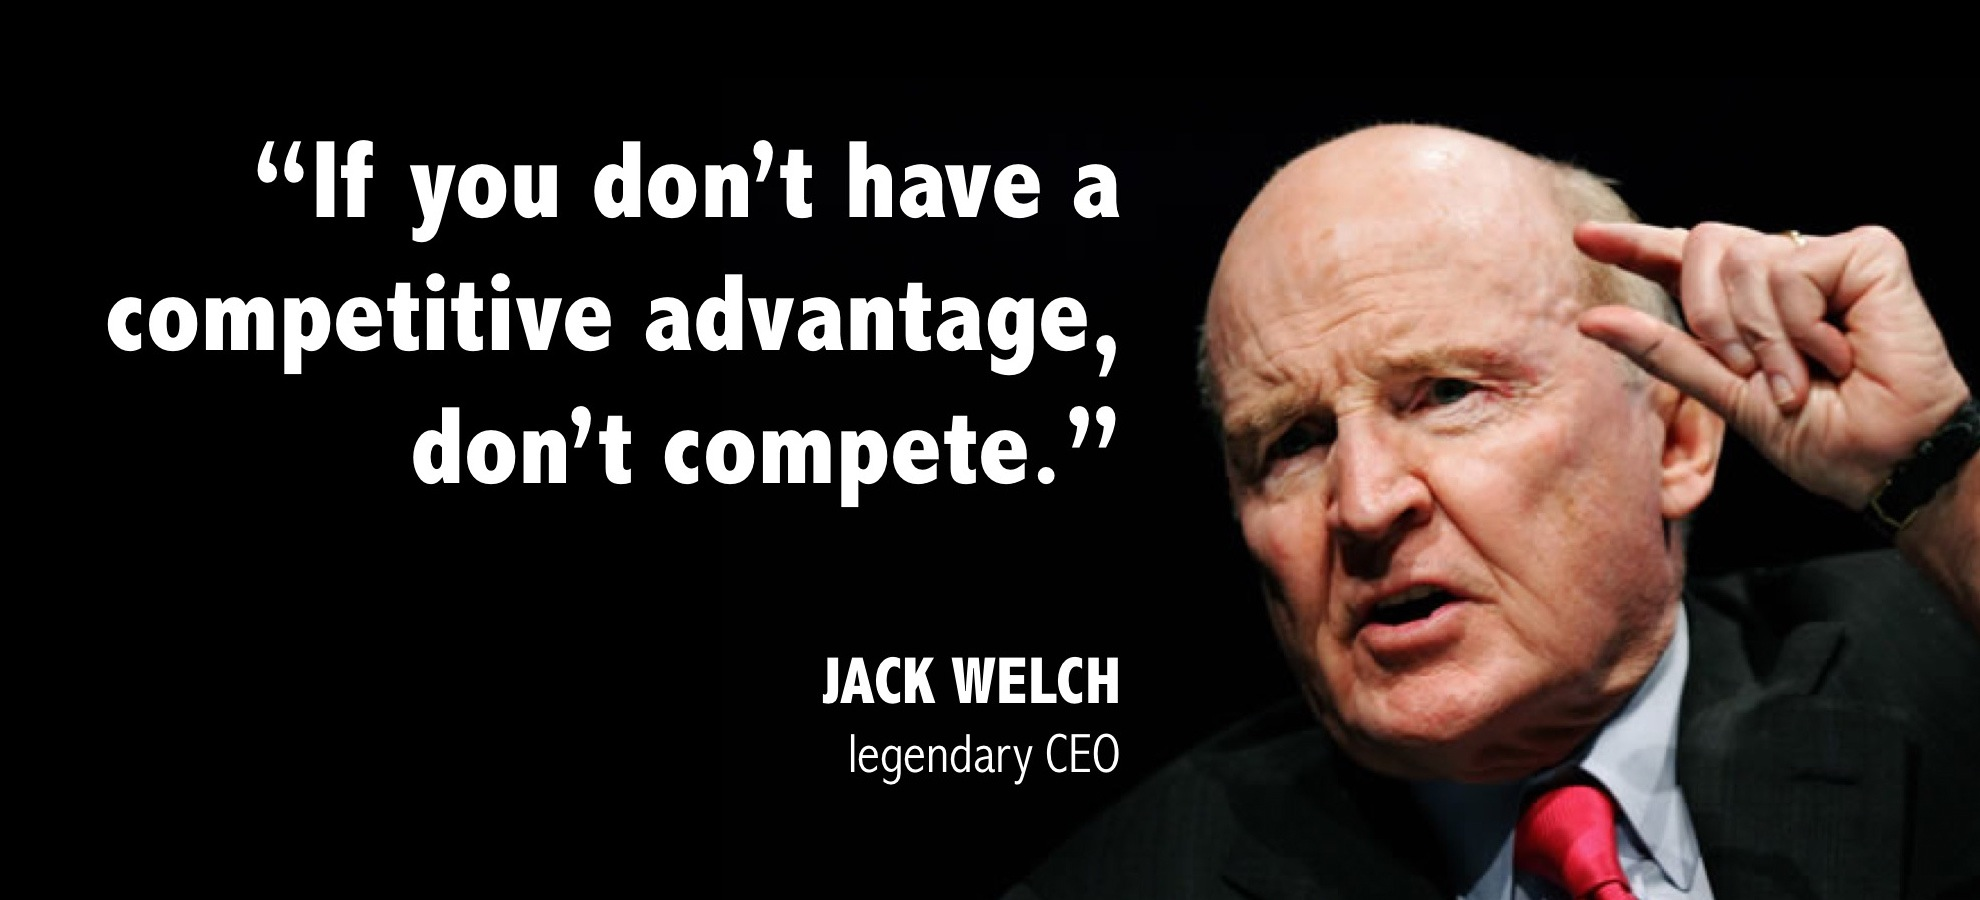 “If you don’t have a
competitive advantage,
don’t compete.”
JACK WELCH
legendary CEO